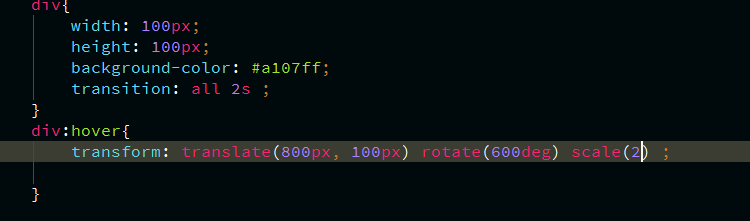 div{
width: 100px;
height: 100px;
background-color: #a107ff;
transition: all 2s ;
}
div:hover{
transform: translate(800px, 100px) rotate(600deg) scale(2) ;
}